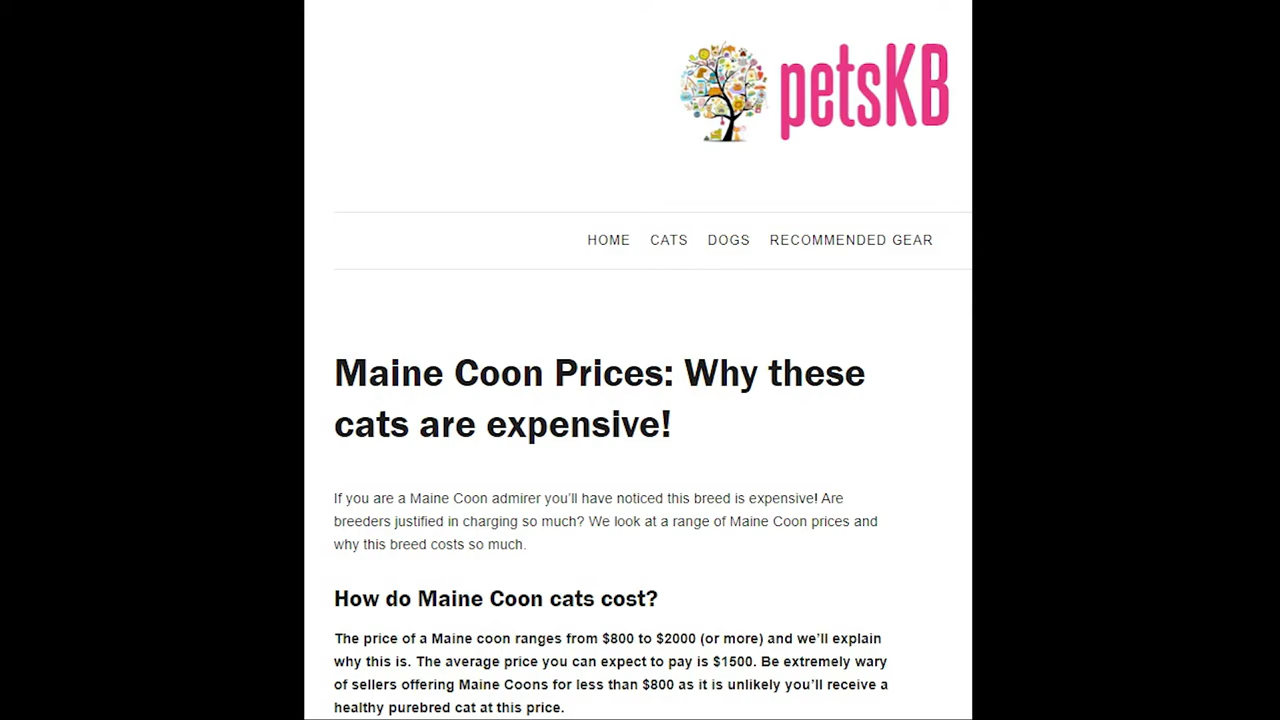 petsKB
HOME CATS DOGS RECOMMENDED GEAR
Maine Coon Prices: Why these
cats are expensive!
If you are a Maine Coon admirer you'll have noticed this breed is expensive! Are
breeders justified in charging so much? We look at a range of Maine Coon prices and
why this breed costs so much.
How do Maine Coon cats cost?
The price of a Maine coon ranges from $800 to $2000 (or more) and we'll explain
why this is. The average price you can expect to pay is $1500. Be extremely wary
of sellers offering Maine Coons for less than $800 as it is unlikely you'll receive a
healthy purebred cat at this price.